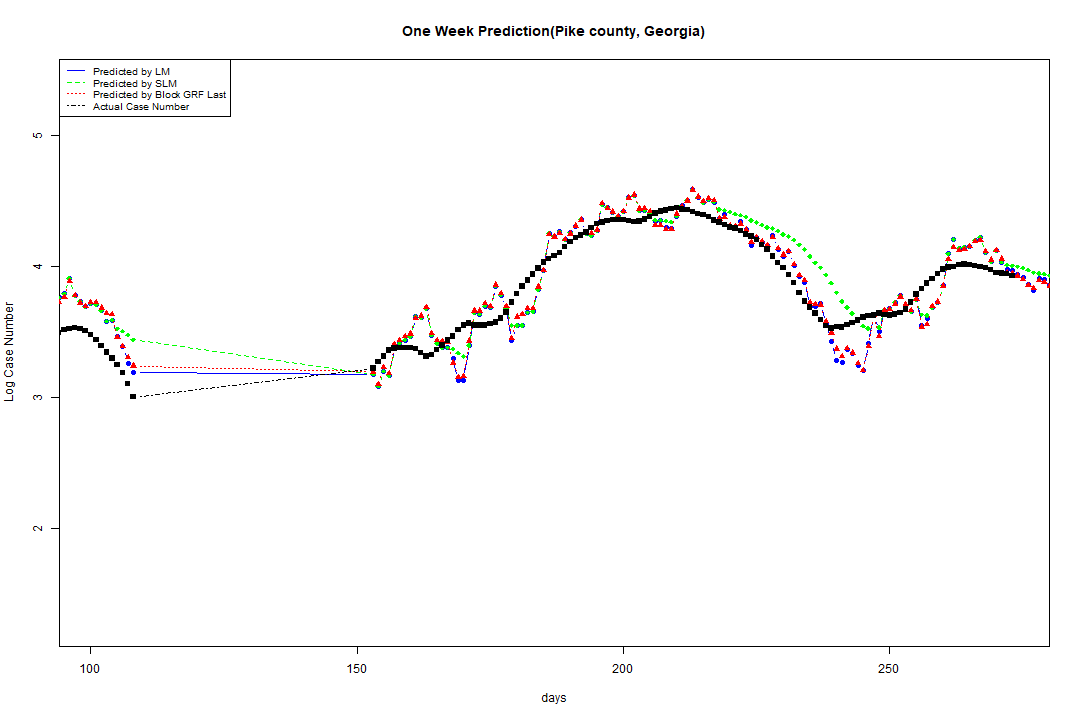 One Week Prediction(Pike county, Georgia)
Predicted by LM
Predicted by SLM
Predicted by Block GRF Last
Actual Case Number
5
4
3
2
Log Case Number
100 150 200 250
days